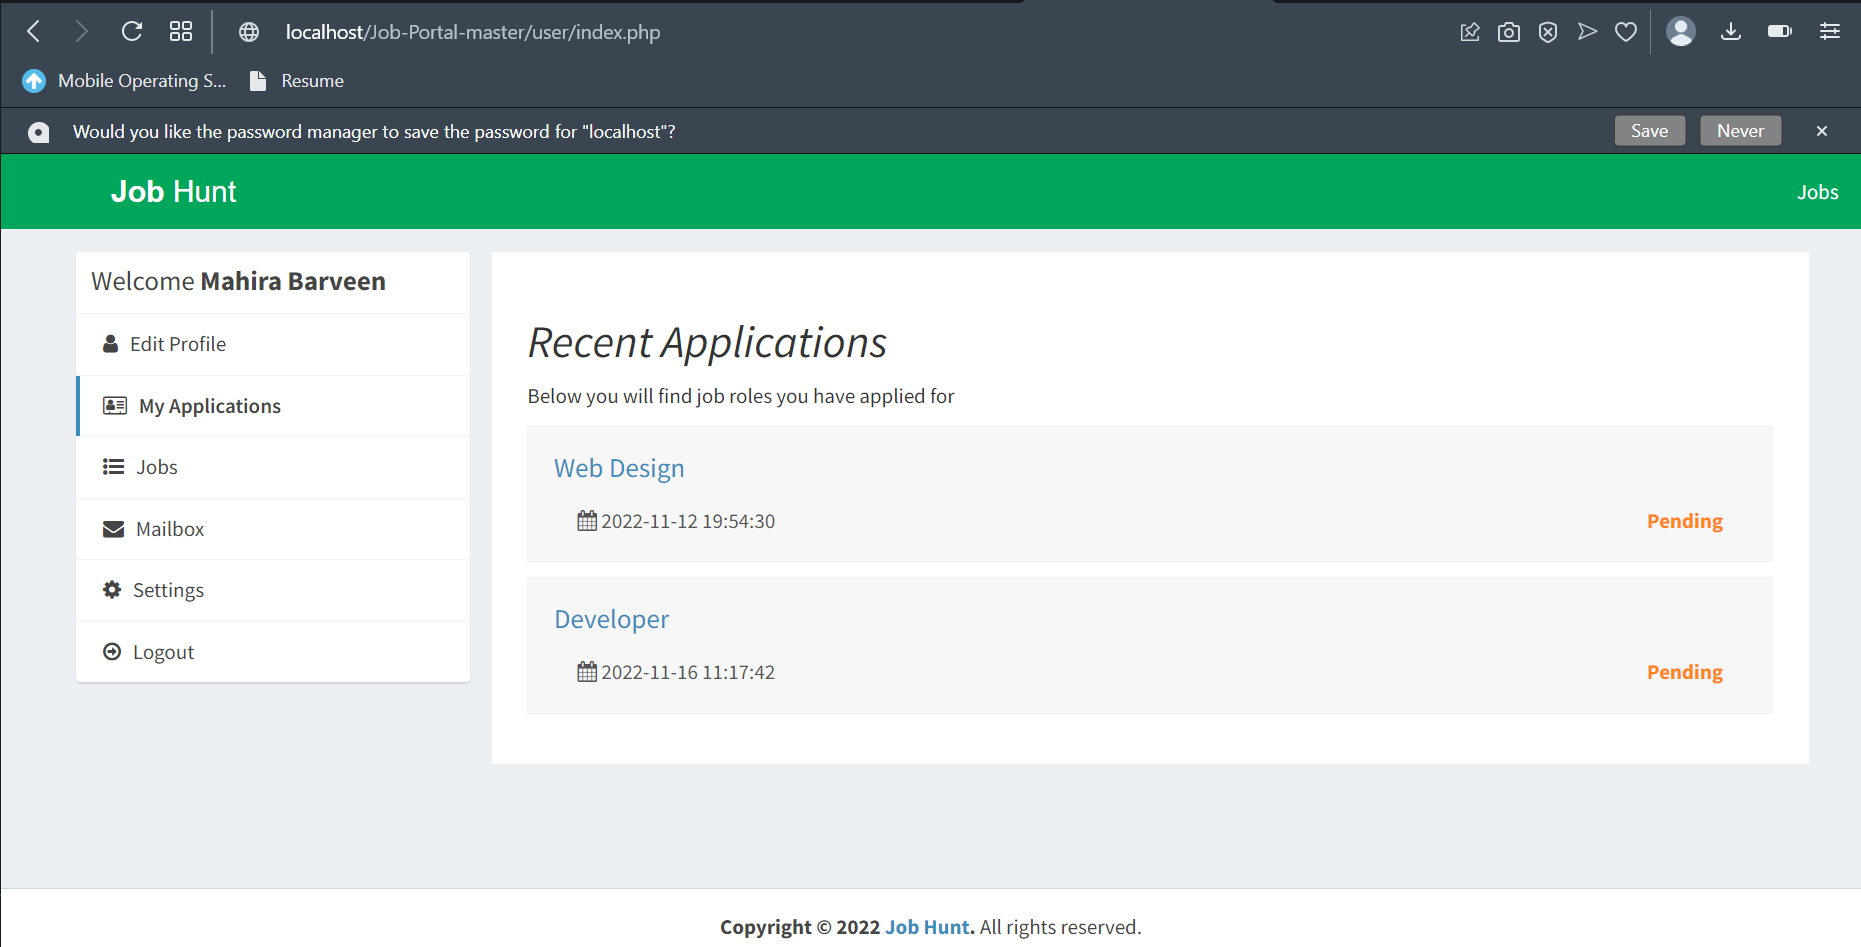 localhost/Job-Portal-master/user/index.php
Mobile Operating S... Resume
Would you like the password manager to save the password for "localhost"? Save Never
Job Hunt Jobs
Welcome Mahira Barveen
Edit Profile
My Applications
Jobs
Mailbox
Settings
Logout
Recent Applications
Below you will find job roles you have applied for
Web Design
2022-11-12 19:54:30 Pending
Developer
2022-11-16 11:17:42 Pending
Copyright © 2022 Job Hunt. All rights reserved.